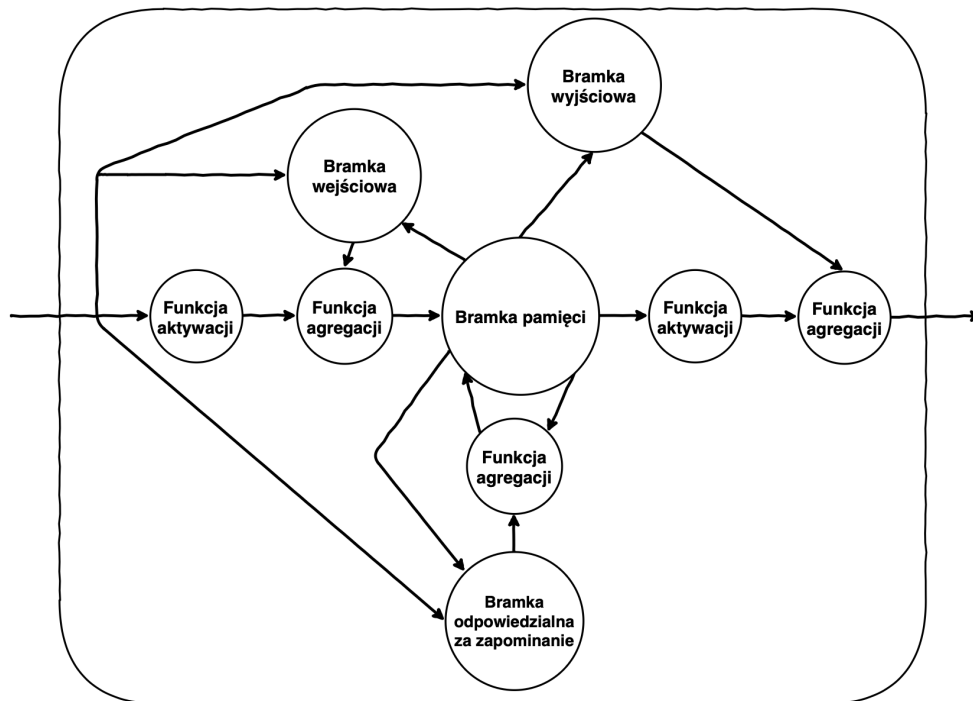 Bramka
wyjściowa
Bramka
wejściowa
Funkcja
aktywacji
Funkcja
agregacji
Bramka pamięci
Funkcja
aktywacji
Funkcja
agregacji
Funkcja
agregacji
Bramka
odpowiedzialna
za zapominanie